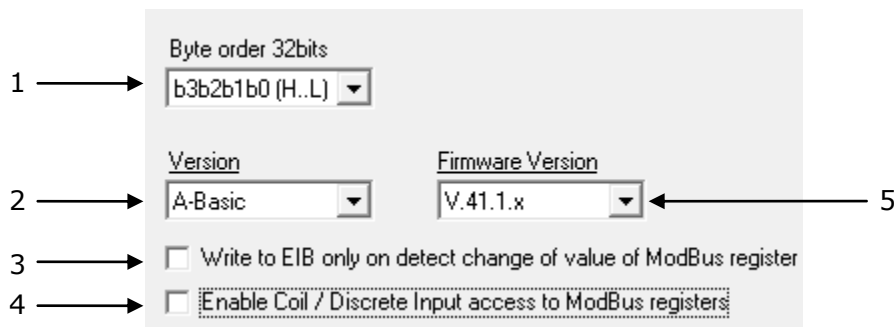 Byte order 32bits
1 b3b2b1b0 (H..L)
Version Firmware Version
2 A-Basic V.41.1.x 5
3 Write to EIB only on detect change of value of ModBus register
4 Enable Coil / Discrete Input access to ModBus registers